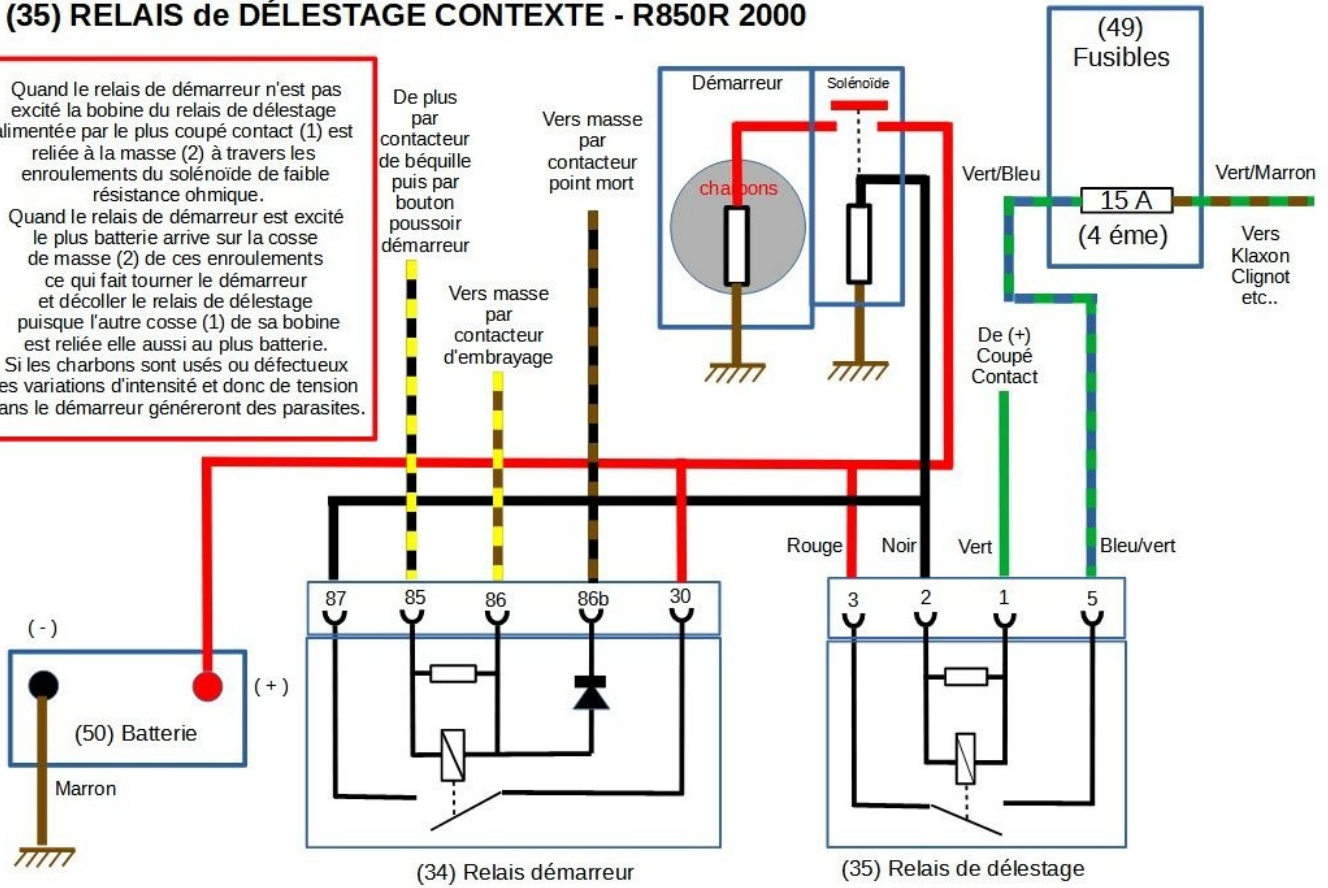 (35) RELAIS de DÉLESTAGE CONTEXTE - R850R 2000
Quand le relais de démarreur n'est pas
excité la bobine du relais de délestage
alimentée par le plus coupé contact (1) est
reliée à la masse (2) à travers les
enroulements du solénoïde de faible
résistance ohmique.
Quand le relais de démarreur est excité
le plus batterie arrive sur la cosse
de masse (2) de ces enroulements
ce qui fait tourner le démarreur
et décoller le relais de délestage
puisque l'autre cosse (1) de sa bobine
est reliée elle aussi au plus batterie.
Si les charbons sont usés ou défectueux
es variations d'intensité et donc de tension
ans le démarreur généreront des parasites.
De plus
par
contacteur
de béquille
puis par
bouton
poussoir
démarreur
Vers masse
par
contacteur
d'embrayage
Vers masse
par
contacteur
point mort
Démarreur
Solénoïde
charbons
(49)
Fusibles
Vert/Bleu
15 A
(4 éme)
Vert/Marron
Vers
Klaxon
Clignot
etc..
De (+)
Coupé
Contact
Rouge
Noir
Vert
Bleu/vert
87
85
86
86b
30
3
2
1
5
( - )
( + )
(50) Batterie
Marron
(34) Relais démarreur
(35) Relais de délestage